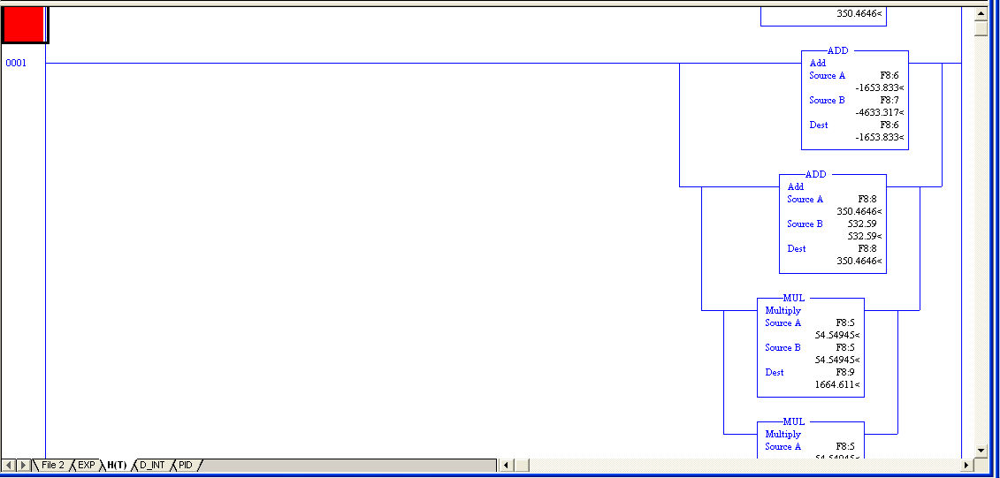 350.4646<
0001
ADD
Add
Source A F8:6
-1653.833<
Source B F8:7
-4633.317<
Dest F8:6
-1653.833<
ADD
Add
Source A F8:8
350.4646<
Source B 532.59
532.59<
Dest F8:8
350.4646<
MUL
Multiply
Source A F8:5
54.54945<
Source B F8:5
54.54945<
Dest F8:9
1664.611<
MUL
Multiply
Source A F8:5
54.54945<
File 2 EXP H(T) D_INT PID